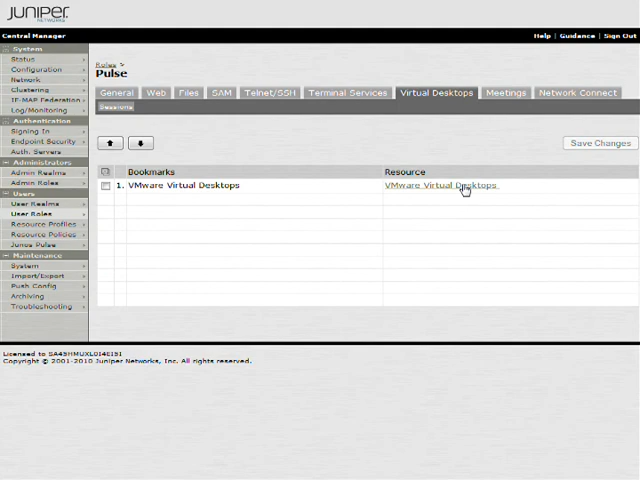 JUNIPER
NETWORKS
Central Manager
Help | Guidance | Sign Out
System
Status
Configuration
Network
Clustering
IF-MAP Federation
Log/Monitoring
Authentication
Signing In
Endpoint Security
Auth. Servers
Administrators
Admin Realms
Admin Roles
Users
User Realms
User Roles
Resource Profiles
Resource Policies
Junos Pulse
Maintenance
System
Import/Export
Push Config
Archiving
Troubleshooting
Roles >
Pulse
General Web Files SAM Telnet/SSH Terminal Services Virtual Desktops Meetings Network Connect
Sessions
Save Changes
Bookmarks Resource
1. VMware Virtual Desktops VMware Virtual Desktops
Copyright © 2001-2010 Juniper Networks, Inc. All rights reserved.